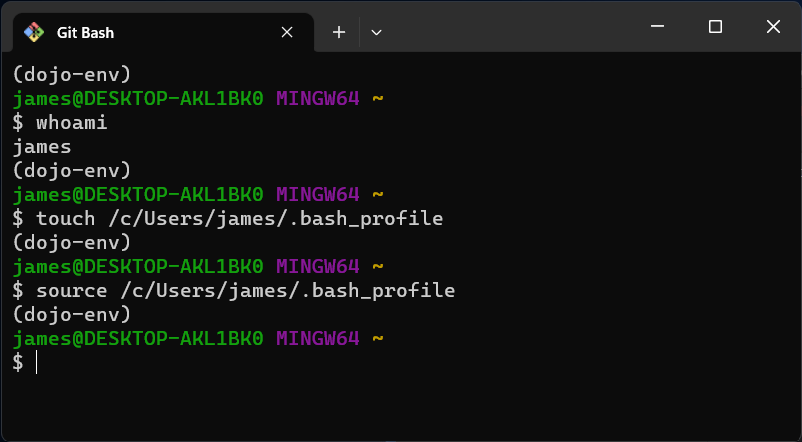 Git Bash
(dojo-env)
james@DESKTOP-AKL1BK0 MINGW64 ~
$ whoami
james
(dojo-env)
james@DESKTOP-AKL1BK0 MINGW64 ~
$ touch /c/Users/james/.bash_profile
(dojo-env)
james@DESKTOP-AKL1BK0 MINGW64 ~
$ source /c/Users/james/.bash_profile
(dojo-env)
james@DESKTOP-AKL1BK0 MINGW64 ~
$